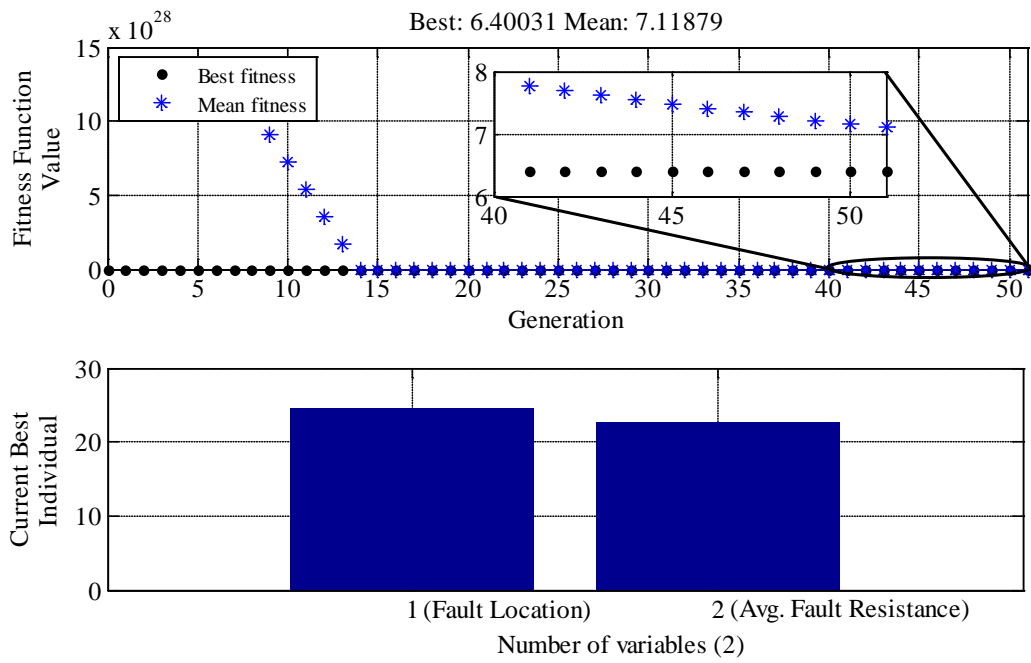 Best: 6.40031 Mean: 7.11879
x 10^28
15
10
5
0
Fitness Function
Value
Best fitness
Mean fitness
8
7
6
40 45 50
0 5 10 15 20 25 30 35 40 45 50
Generation
30
20
10
0
Current Best
Individual
1 (Fault Location) 2 (Avg. Fault Resistance)
Number of variables (2)